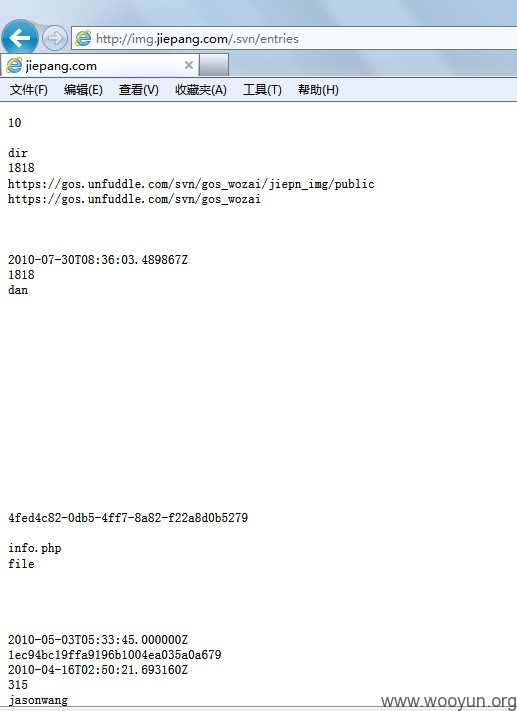 http://img.jiepang.com/.svn/entries
jiepang.com
文件(F) 编辑(E) 查看(V) 收藏夹(A) 工具(T) 帮助(H)
10
dir
1818
https://gos.unfuddle.com/svn/gos_wozai/jiepn_img/public
https://gos.unfuddle.com/svn/gos_wozai
2010-07-30T08:36:03.489867Z
1818
dan
4fed4c82-0db5-4ff7-8a82-f22a8d0b5279
info.php
file
2010-05-03T05:33:45.000000Z
1ec94bc19ffa9196b1004ea035a0a679
2010-04-16T02:50:21.693160Z
315
jasonwang
www.wooyun.org